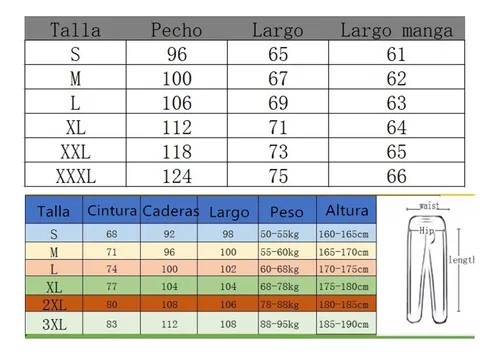 Talla Pecho Largo Largo manga
S 96 65 61
M 100 67 62
L 106 69 63
XL 112 71 64
XXL 118 73 65
XXXL 124 75 66
Talla Cintura Caderas Largo Peso Altura
S 68 92 98 50-55kg 160-165cm
M 71 96 100 55-60kg 165-170cm
L 74 100 102 60-68kg 170-175cm
XL 77 104 104 68-78kg 175-180cm
2XL 80 108 106 78-88kg 180-185cm
3XL 83 112 108 88-95kg 185-190cm
waist
Hip
length